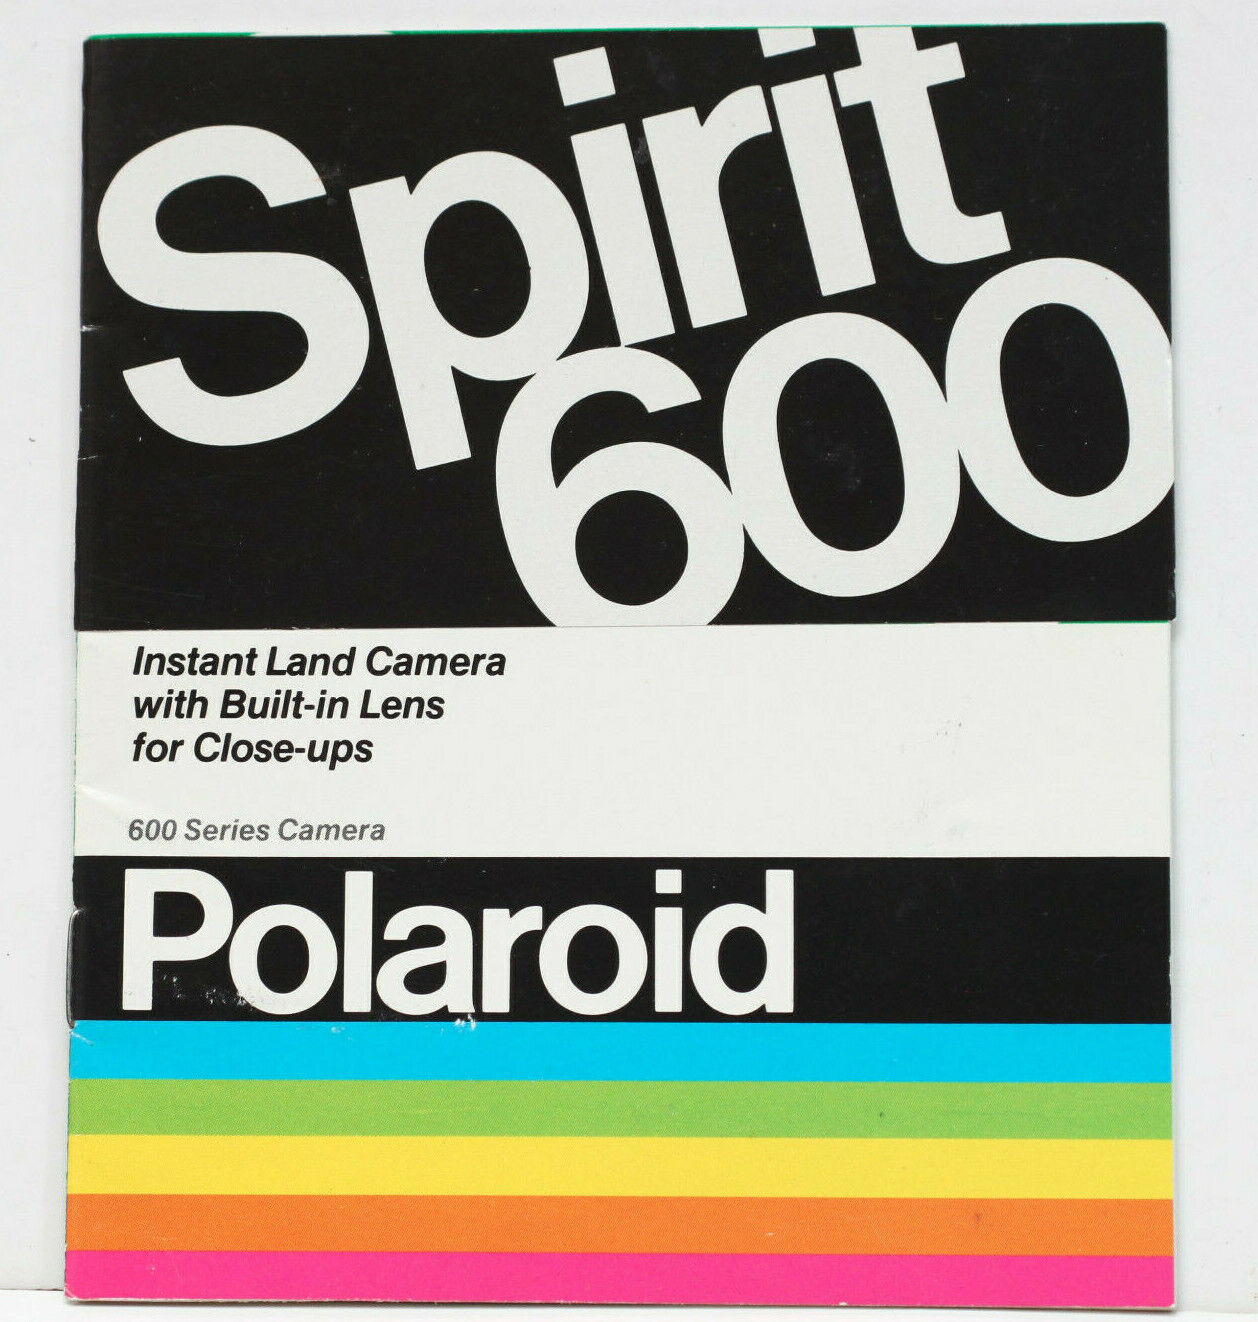 Spirit
600
Instant Land Camera
with Built-in Lens
for Close-ups
600 Series Camera
Polaroid